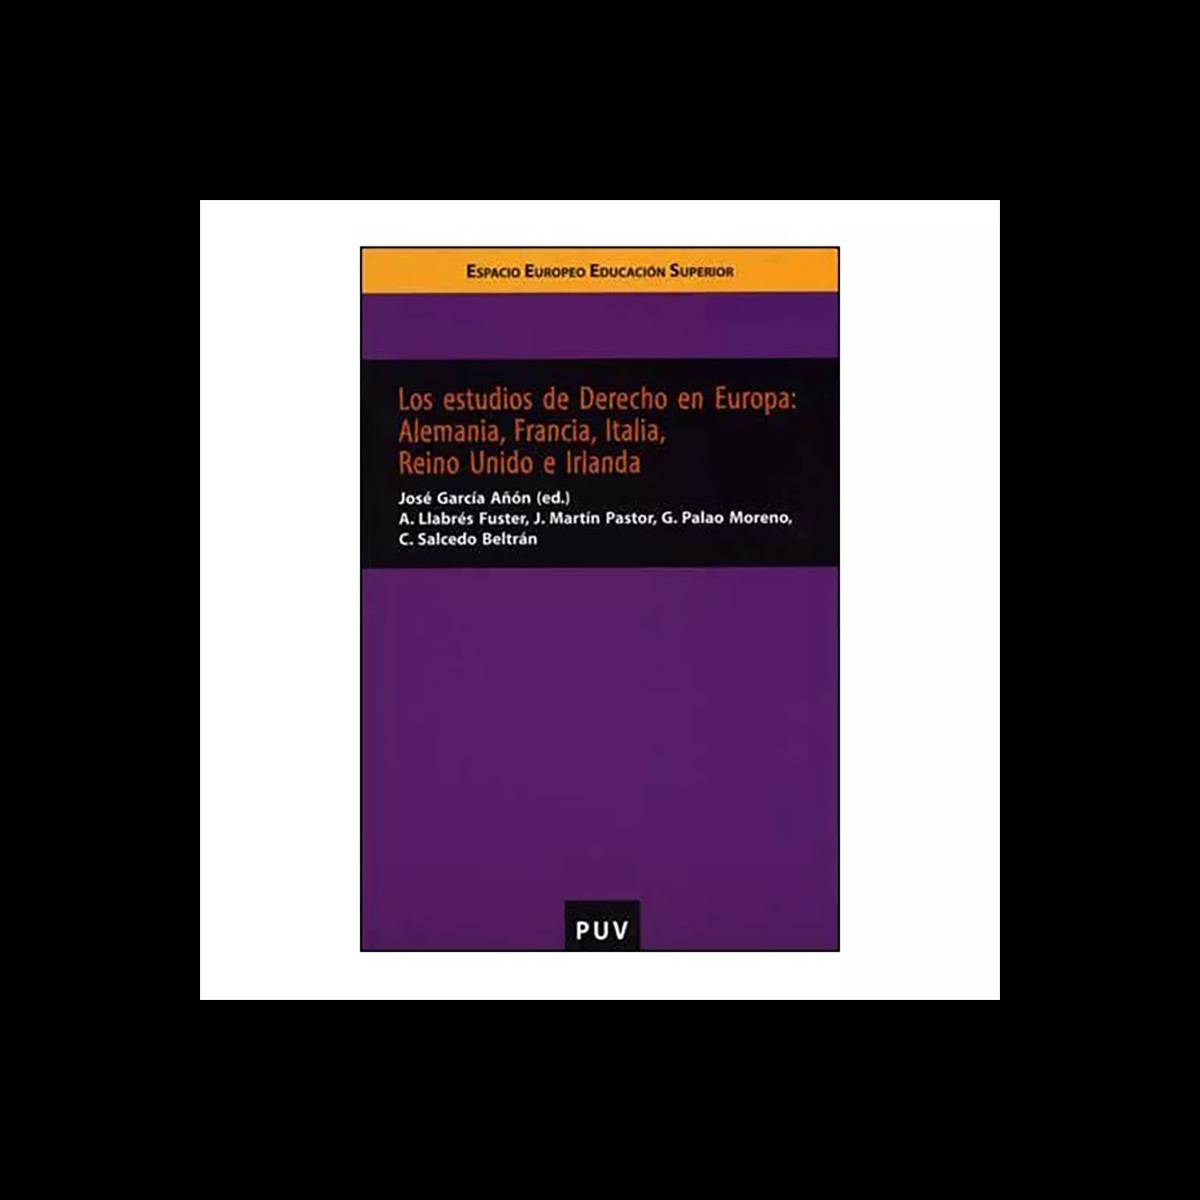 Espacio Europeo Educación Superior
Los estudios de Derecho en Europa:
Alemania, Francia, Italia,
Reino Unido e Irlanda
José García Añón (ed.)
A. Llabrés Fuster, J. Martín Pastor, G. Palao Moreno,
C. Salcedo Beltrán
PUV